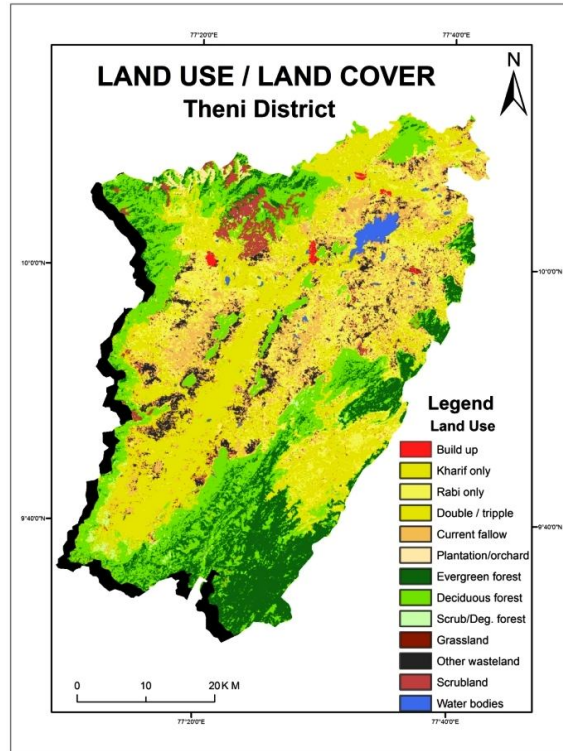 77°20'0"E
77°40'0"E
N
LAND USE / LAND COVER
Theni District
10°0'0"N
10°0'0"N
Legend
Land Use
Build up
Kharif only
Rabi only
Double / tripple
Current fallow
Plantation/orchard
Evergreen forest
Deciduous forest
Scrub/Deg. forest
Grassland
Other wasteland
Scrubland
Water bodies
9°40'0"N
9°40'0"N
0 10 20 K M
77°20'0"E
77°40'0"E